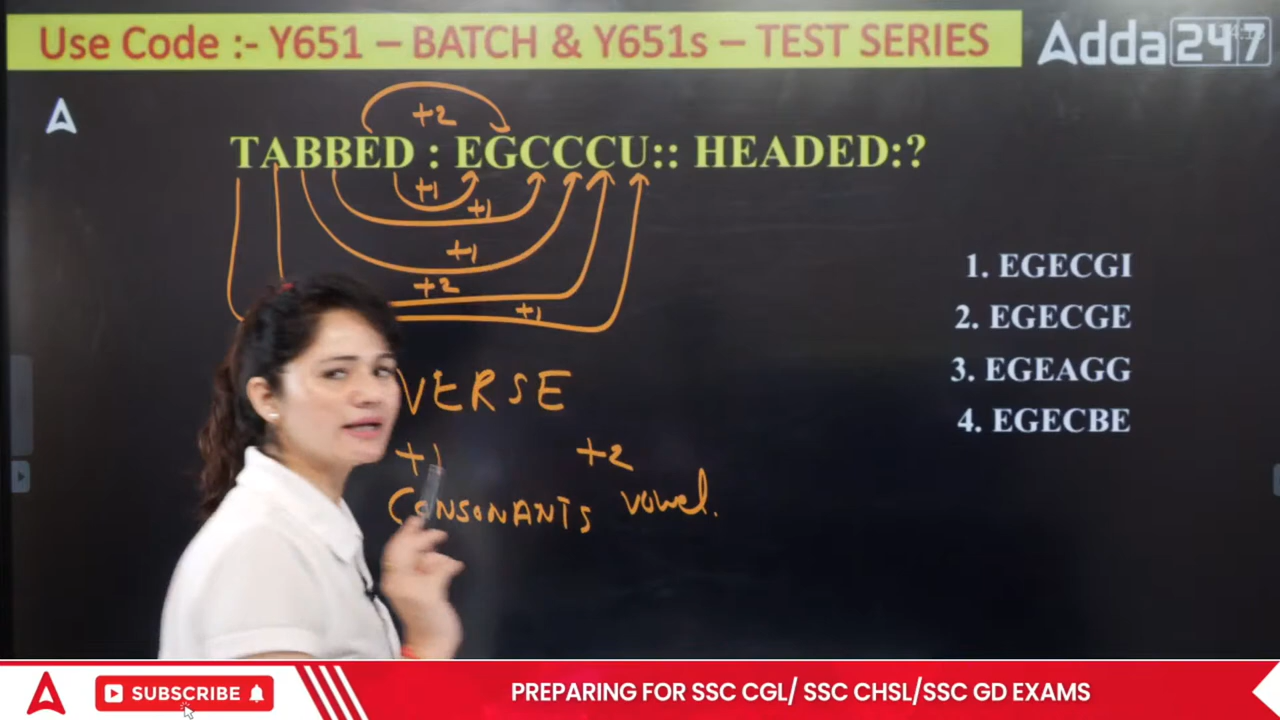 Use Code :- Y651 – BATCH & Y651s – TEST SERIES
Adda247
+2
TABBED : EGCCCU:: HEADED:?
+1
+1
+1
+2
+1
1. EGECGI
2. EGECGE
3. EGEAGG
4. EGECBE
VERSE
+1 +2
CONSONANTS vowel.
SUBSCRIBE
PREPARING FOR SSC CGL/ SSC CHSL/SSC GD EXAMS